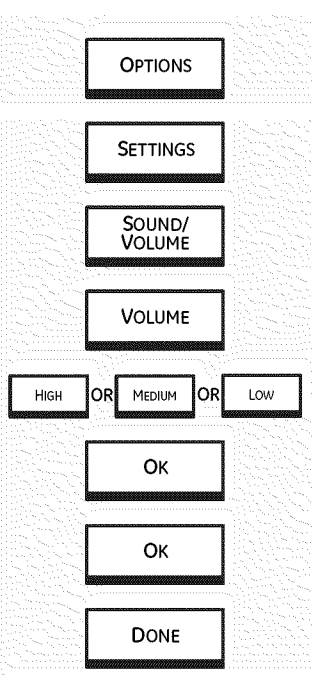 OPTIONS
SETTINGS
SOUND/
VOLUME
VOLUME
HIGH OR MEDIUM OR LOW
OK
OK
DONE